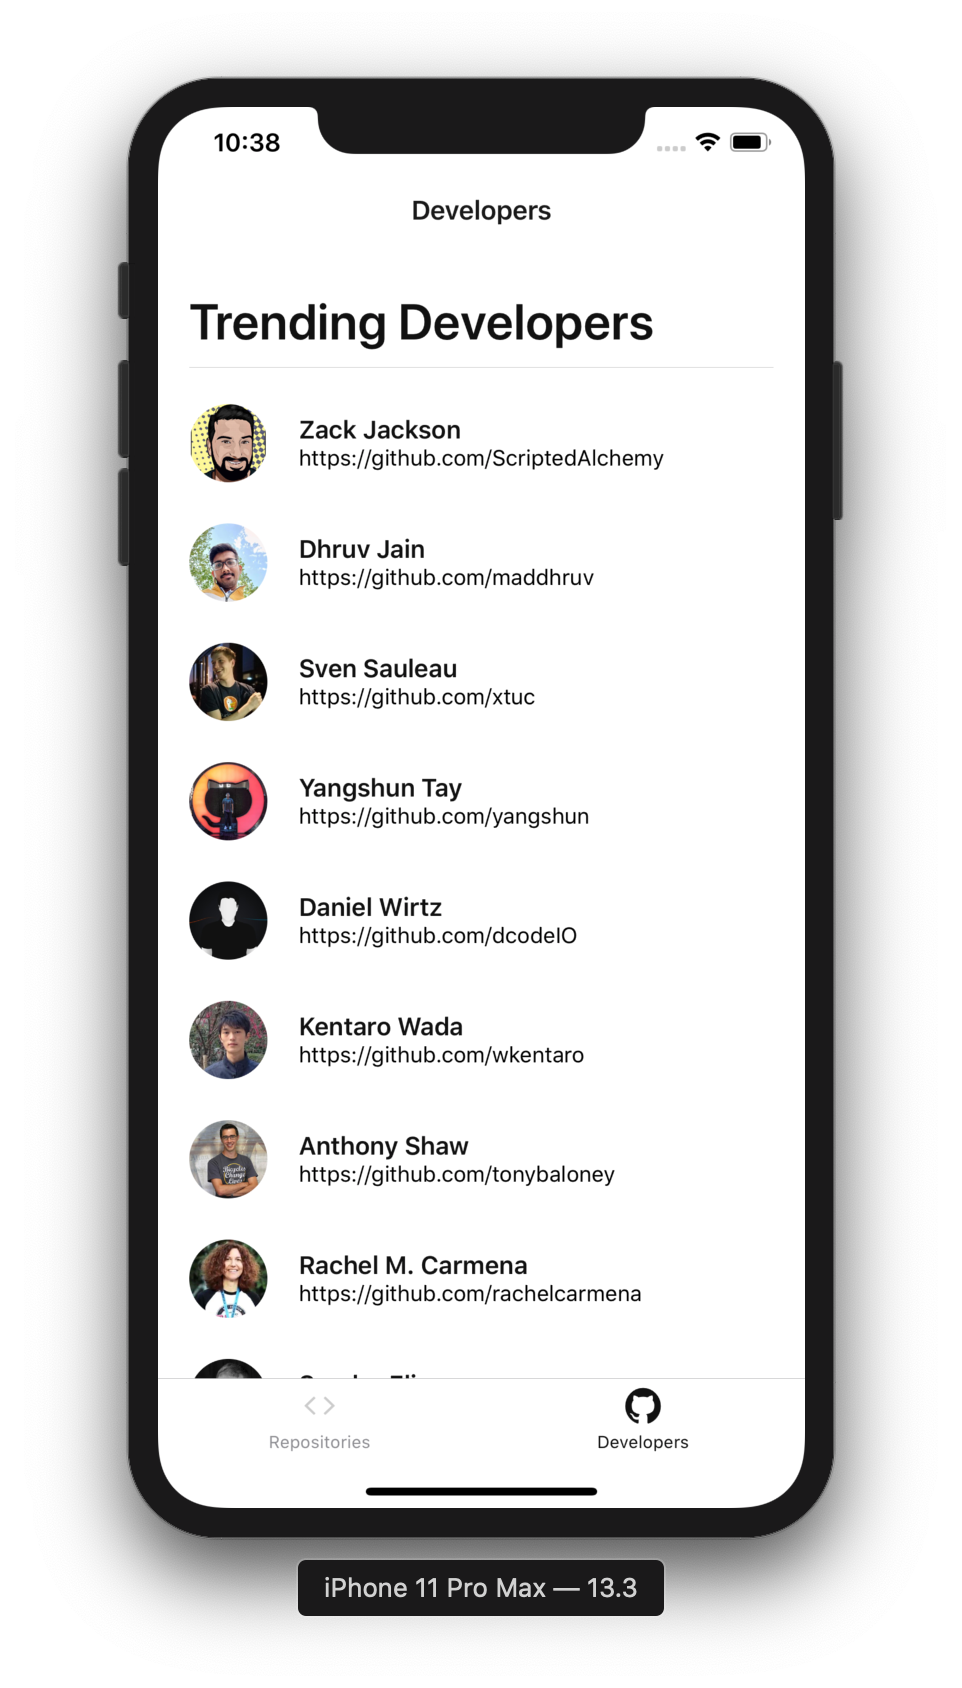 10:38
Developers
Trending Developers
Zack Jackson
https://github.com/ScriptedAlchemy
Dhruv Jain
https://github.com/maddhruv
Sven Sauleau
https://github.com/xtuc
Yangshun Tay
https://github.com/yangshun
Daniel Wirtz
https://github.com/dcodeIO
Kentaro Wada
https://github.com/wkentaro
Anthony Shaw
https://github.com/tonybaloney
Bicycles
Change
Lives
Rachel M. Carmena
https://github.com/rachelcarmena
Repositories
Developers
iPhone 11 Pro Max — 13.3